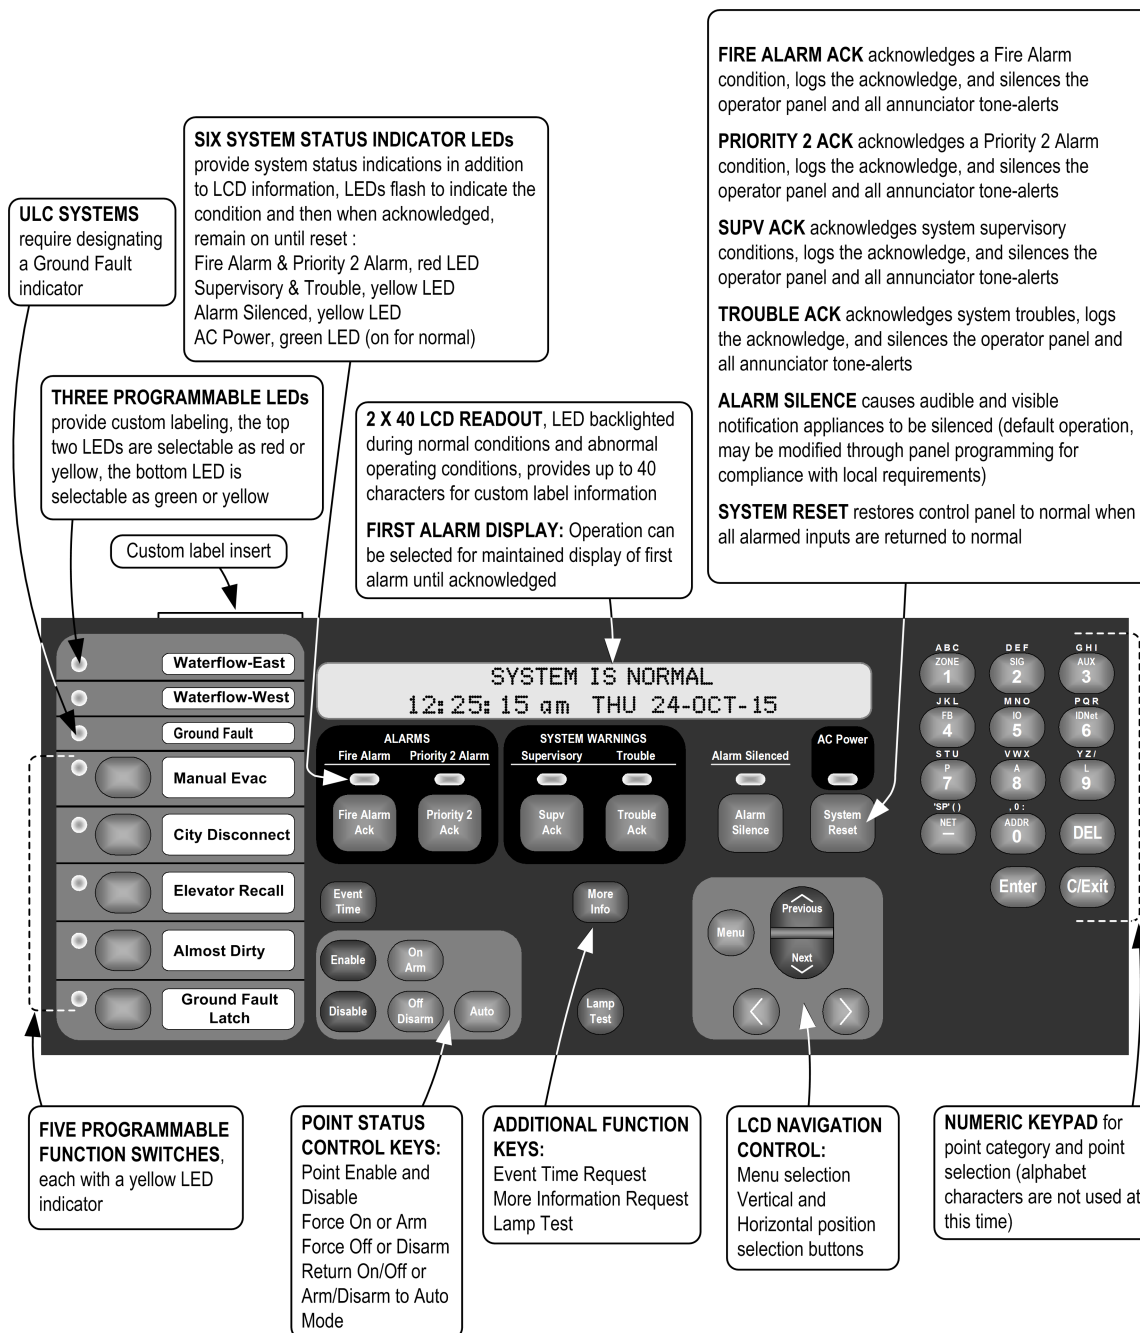 FIRE ALARM ACK acknowledges a Fire Alarm
condition, logs the acknowledge, and silences the
operator panel and all annunciator tone-alerts
PRIORITY 2 ACK acknowledges a Priority 2 Alarm
condition, logs the acknowledge, and silences the
operator panel and all annunciator tone-alerts
SUPV ACK acknowledges system supervisory
conditions, logs the acknowledge, and silences the
operator panel and all annunciator tone-alerts
TROUBLE ACK acknowledges system troubles, logs
the acknowledge, and silences the operator panel and
all annunciator tone-alerts
ALARM SILENCE causes audible and visible
notification appliances to be silenced (default operation,
may be modified through panel programming for
compliance with local requirements)
SYSTEM RESET restores control panel to normal when
all alarmed inputs are returned to normal
SIX SYSTEM STATUS INDICATOR LEDs
provide system status indications in addition
to LCD information, LEDs flash to indicate the
condition and then when acknowledged,
remain on until reset :
Fire Alarm & Priority 2 Alarm, red LED
Supervisory & Trouble, yellow LED
Alarm Silenced, yellow LED
AC Power, green LED (on for normal)
ULC SYSTEMS
require designating
a Ground Fault
indicator
THREE PROGRAMMABLE LEDs
provide custom labeling, the top
two LEDs are selectable as red or
yellow, the bottom LED is
selectable as green or yellow
2 X 40 LCD READOUT, LED backlighted
during normal conditions and abnormal
operating conditions, provides up to 40
characters for custom label information
FIRST ALARM DISPLAY: Operation can
be selected for maintained display of first
alarm until acknowledged
Custom label insert
Waterflow-East
Waterflow-West
Ground Fault
Manual Evac
City Disconnect
Elevator Recall
Almost Dirty
Ground Fault
Latch
SYSTEM IS NORMAL
12:25:15 am THU 24-OCT-15
ALARMS
Fire Alarm Priority 2 Alarm
SYSTEM WARNINGS
Supervisory Trouble
Alarm Silenced
AC Power
Fire Alarm
Ack
Priority 2
Ack
Supv
Ack
Trouble
Ack
Alarm
Silence
System
Reset
Event
Time
More
Info
Enable
On
Arm
Disable
Off
Disarm
Auto
Lamp
Test
Menu
Previous
Next
ABC DEF GHI
ZONE SIG AUX
1 2 3
JKL MNO PQR
FB IO IDNet
4 5 6
STU VWX YZ/
P A L
7 8 9
'SP' ( ) , 0 :
NET ADDR
– 0 DEL
Enter C/Exit
FIVE PROGRAMMABLE
FUNCTION SWITCHES,
each with a yellow LED
indicator
POINT STATUS
CONTROL KEYS:
Point Enable and
Disable
Force On or Arm
Force Off or Disarm
Return On/Off or
Arm/Disarm to Auto
Mode
ADDITIONAL FUNCTION
KEYS:
Event Time Request
More Information Request
Lamp Test
LCD NAVIGATION
CONTROL:
Menu selection
Vertical and
Horizontal position
selection buttons
NUMERIC KEYPAD for
point category and point
selection (alphabet
characters are not used at
this time)